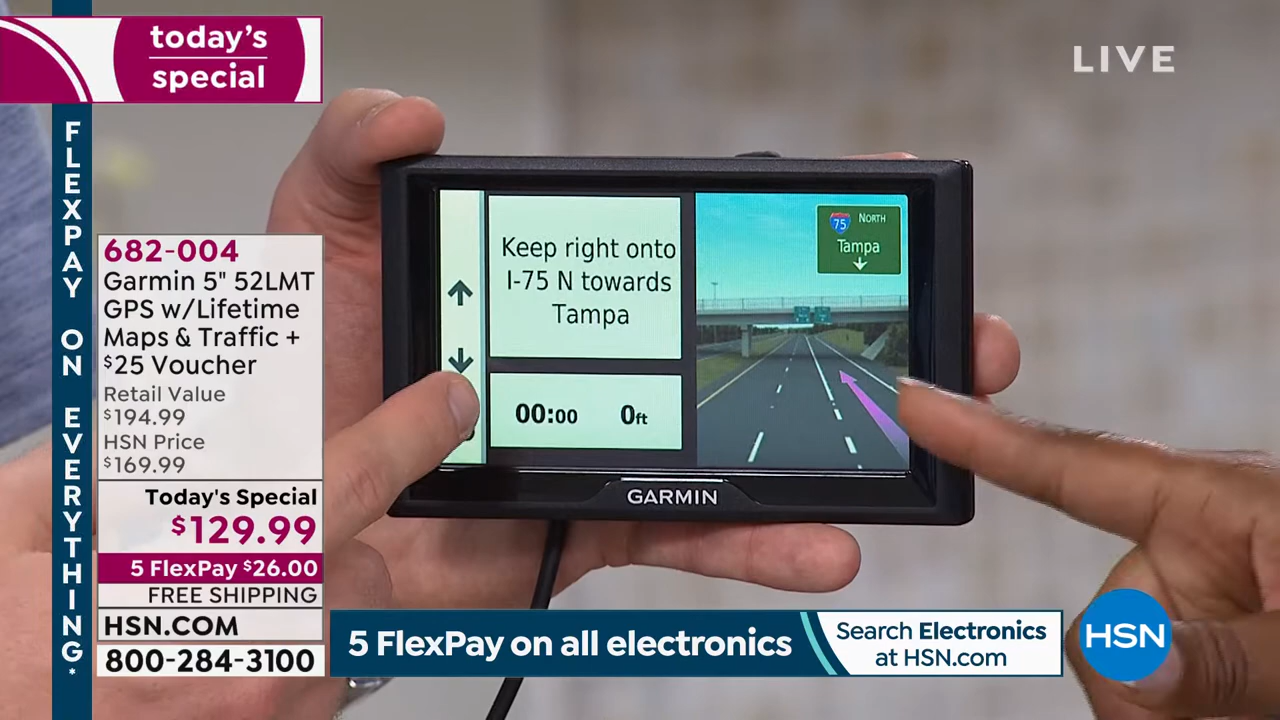 today's
special
LIVE
FLEXPAY ON EVERYTHING*
682-004
Garmin 5" 52LMT
GPS w/Lifetime
Maps & Traffic +
$25 Voucher
Retail Value
$194.99
HSN Price
$169.99
Today's Special
$129.99
5 FlexPay $26.00
FREE SHIPPING
HSN.COM
800-284-3100
Keep right onto
I-75 N towards
Tampa
00:00 0ft
75 NORTH
Tampa
GARMIN
5 FlexPay on all electronics
Search Electronics
at HSN.com
HSN